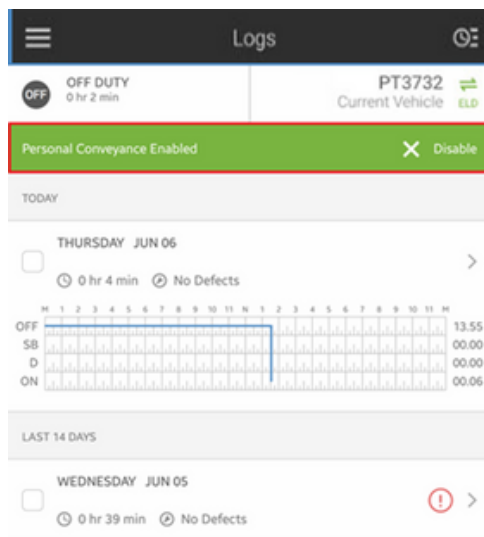 Logs
OFF
OFF DUTY
0 hr 2 min
PT3732
Current Vehicle
ELD
Personal Conveyance Enabled
Disable
TODAY
THURSDAY JUN 06
0 hr 4 min No Defects
M 1 2 3 4 5 6 7 8 9 10 11 N 1 2 3 4 5 6 7 8 9 10 11 M
OFF 13.55
SB 00.00
D 00.00
ON 00.06
LAST 14 DAYS
WEDNESDAY JUN 05
0 hr 39 min No Defects